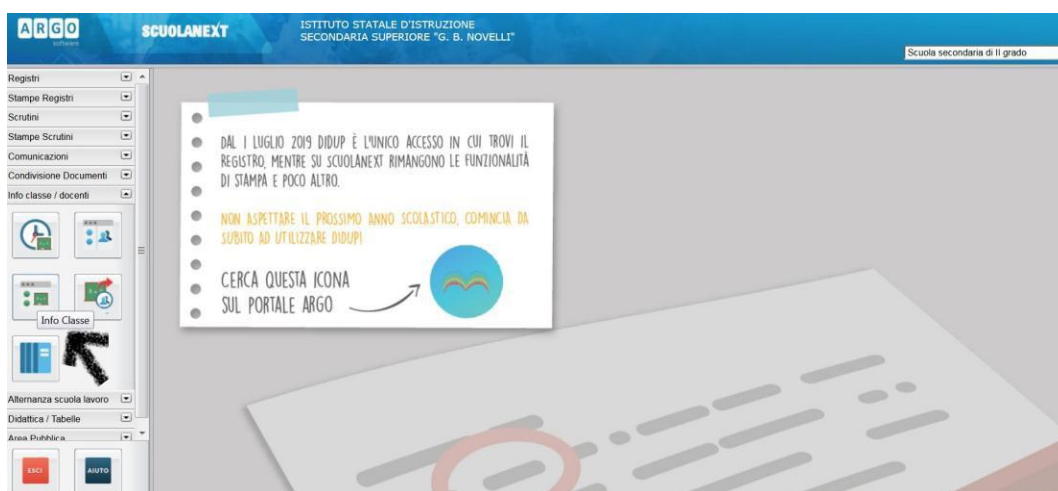 ARGO
software
SCUOLANEXT
ISTITUTO STATALE D'ISTRUZIONE
SECONDARIA SUPERIORE "G. B. NOVELLI"
Scuola secondaria di II grado
Registri
Stampe Registri
Scrutini
Stampe Scrutini
Comunicazioni
Condivisione Documenti
Info classe / docenti
Info Classe
Alternanza scuola lavoro
Didattica / Tabelle
Area Pubblica
ESCI
AIUTO
DAL 1 LUGLIO 2019 DIDUP È L'UNICO ACCESSO IN CUI TROVI IL
REGISTRO, MENTRE SU SCUOLANEXT RIMANGONO LE FUNZIONALITÀ
DI STAMPA E POCO ALTRO.
NON ASPETTARE IL PROSSIMO ANNO SCOLASTICO, COMINCIA DA
SUBITO AD UTILIZZARE DIDUP!
CERCA QUESTA ICONA
SUL PORTALE ARGO